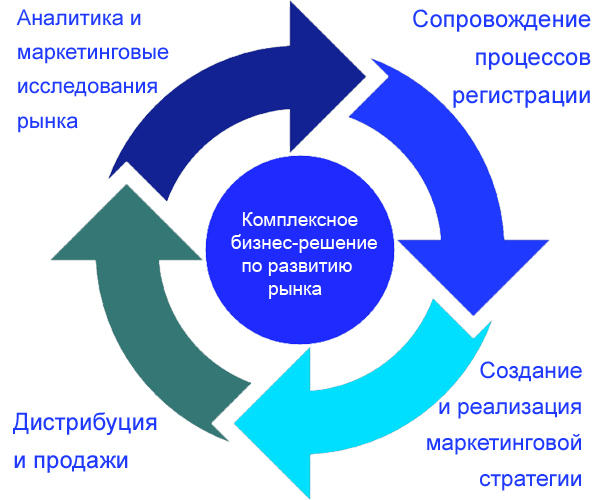 Аналитика и
маркетинговые
исследования
рынка
Сопровождение
процессов
регистрации
Комплексное
бизнес-решение
по развитию
рынка
Создание
и реализация
маркетинговой
стратегии
Дистрибуция
и продажи